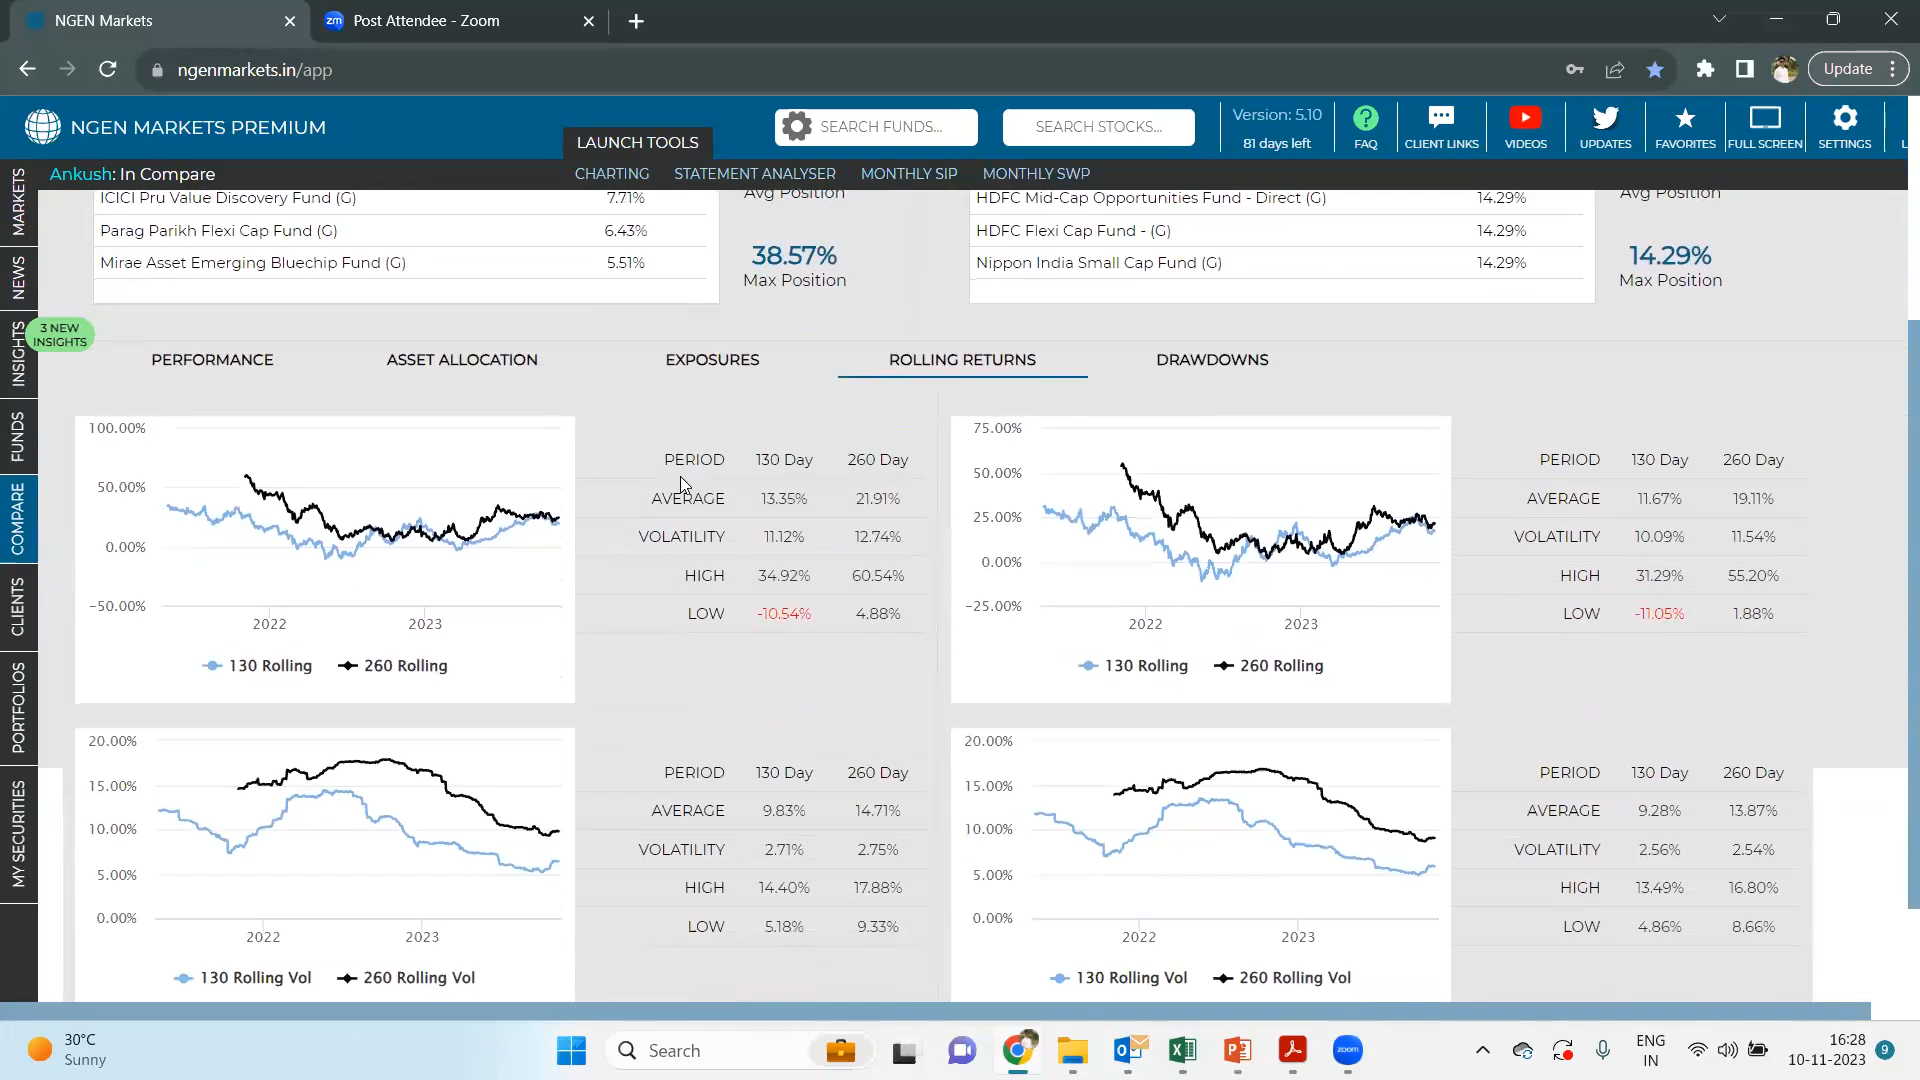 NGEN Markets
Post Attendee - Zoom
ngenmarkets.in/app
Update
NGEN MARKETS PREMIUM
LAUNCH TOOLS
SEARCH FUNDS...
SEARCH STOCKS...
Version: 5.10
81 days left
FAQ
CLIENT LINKS
VIDEOS
UPDATES
FAVORITES
FULL SCREEN
SETTINGS
Ankush: In Compare
CHARTING
STATEMENT ANALYSER
MONTHLY SIP
MONTHLY SWP
MARKETS
NEWS
INSIGHTS
3 NEW
INSIGHTS
FUNDS
COMPARE
CLIENTS
PORTFOLIOS
MY SECURITIES
ICICI Pru Value Discovery Fund (G) 7.71%
Parag Parikh Flexi Cap Fund (G) 6.43%
Mirae Asset Emerging Bluechip Fund (G) 5.51%
Avg Position
38.57%
Max Position
HDFC Mid-Cap Opportunities Fund - Direct (G) 14.29%
HDFC Flexi Cap Fund - (G) 14.29%
Nippon India Small Cap Fund (G) 14.29%
Avg Position
14.29%
Max Position
PERFORMANCE ASSET ALLOCATION EXPOSURES ROLLING RETURNS DRAWDOWNS
100.00%
50.00%
0.00%
-50.00%
2022 2023
130 Rolling 260 Rolling
PERIOD 130 Day 260 Day
AVERAGE 13.35% 21.91%
VOLATILITY 11.12% 12.74%
HIGH 34.92% 60.54%
LOW -10.54% 4.88%
75.00%
50.00%
25.00%
0.00%
-25.00%
2022 2023
130 Rolling 260 Rolling
PERIOD 130 Day 260 Day
AVERAGE 11.67% 19.11%
VOLATILITY 10.09% 11.54%
HIGH 31.29% 55.20%
LOW -11.05% 1.88%
20.00%
15.00%
10.00%
5.00%
0.00%
2022 2023
130 Rolling Vol 260 Rolling Vol
PERIOD 130 Day 260 Day
AVERAGE 9.83% 14.71%
VOLATILITY 2.71% 2.75%
HIGH 14.40% 17.88%
LOW 5.18% 9.33%
20.00%
15.00%
10.00%
5.00%
0.00%
2022 2023
130 Rolling Vol 260 Rolling Vol
PERIOD 130 Day 260 Day
AVERAGE 9.28% 13.87%
VOLATILITY 2.56% 2.54%
HIGH 13.49% 16.80%
LOW 4.86% 8.66%
30°C
Sunny
Search
zoom
ENG
IN
16:28
10-11-2023
9